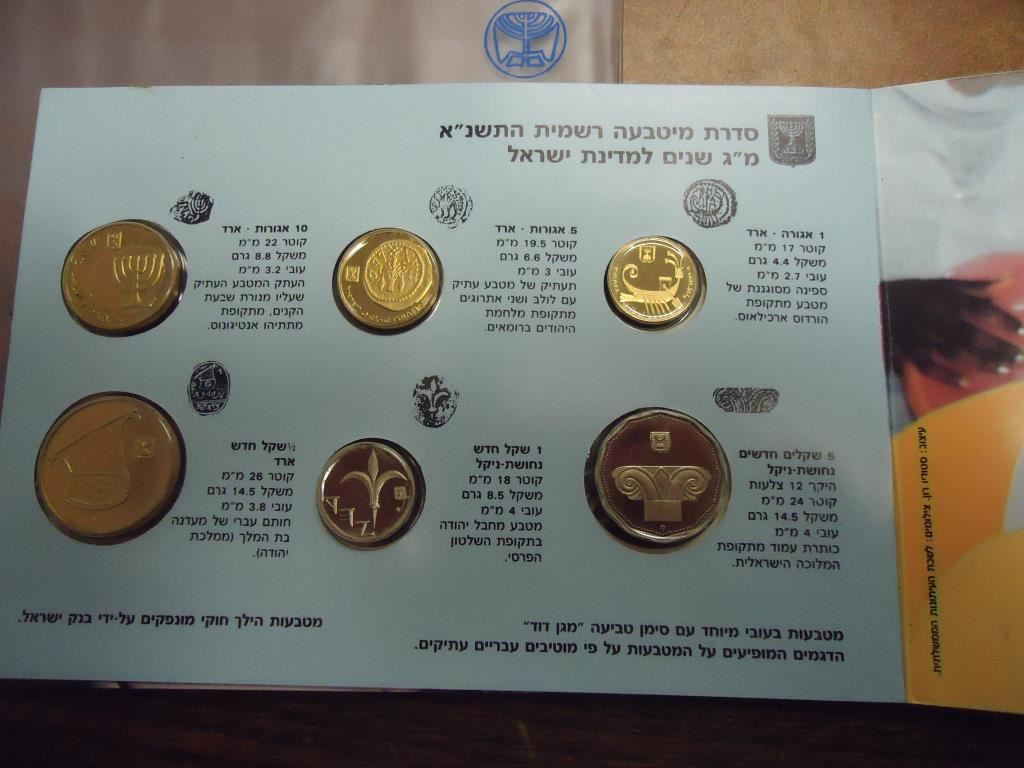 סדרת מיטבעה רשמית התשנ"א
מ"ג שנים למדינת ישראל
1 אגורה · ארד
קוטר 17 מ"מ
משקל 4.4 גרם
עובי 2.7 מ"מ
ספינה מסוגננת של
מטבע מתקופת
הורדוס ארכילאוס.
5 אגורות · ארד
קוטר 19.5 מ"מ
משקל 6.6 גרם
עובי 3 מ"מ
תעתיק של מטבע עתיק
עם לולב ושני אתרוגים
מתקופת מלחמת
היהודים ברומאים.
10 אגורות · ארד
קוטר 22 מ"מ
משקל 8.8 גרם
עובי 3.2 מ"מ
העתק המטבע העתיק
שעליו מנורת שבעת
הקנים, מתקופת
מתתיהו אנטיגונוס.
5 שקלים חדשים
נחושת-ניקל
היקף 12 צלעות
קוטר 24 מ"מ
משקל 14.5 גרם
עובי 4 מ"מ
כותרת עמוד מתקופת
המלוכה הישראלית.
1 שקל חדש
נחושת-ניקל
קוטר 18 מ"מ
משקל 8.5 גרם
עובי 4 מ"מ
מטבע מחבל יהודה
בתקופת השלטון
הפרסי.
½ שקל חדש
ארד
קוטר 26 מ"מ
משקל 14.5 גרם
עובי 3.8 מ"מ
חותם עברי של מעדנה
בת המלך (ממלכת
יהודה).
מטבעות בעובי מיוחד עם סימן טביעה "מגן דוד"
הדגמים המופיעים על המטבעות על פי מוטיבים עבריים עתיקים.
מטבעות הילך חוקי מונפקים על-ידי בנק ישראל.
עיצוב: סטודיו רון. צילומים: לשכת העיתונות הממשלתית